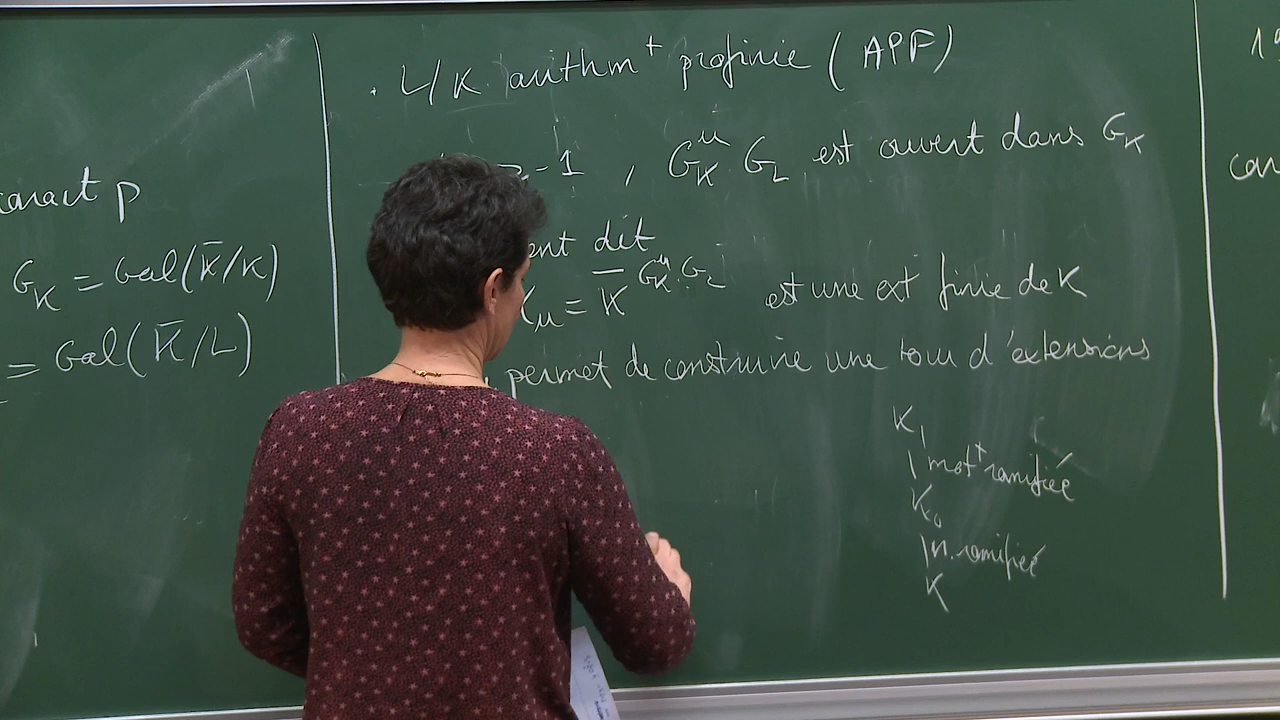 caract p
G_K = Gal(K̄/K)
= Gal(K̄/L)
. L/K arithm^t profinie (APF)
≥ -1 , G_K^u G_L est ouvert dans G_K
ent dit
K_u = K̄^{G_K^u G_L} est une ext finie de K
permet de construire une tour d'extensions
K_1
| mod^t ramifiée
K_0
| n. ramifiée
K